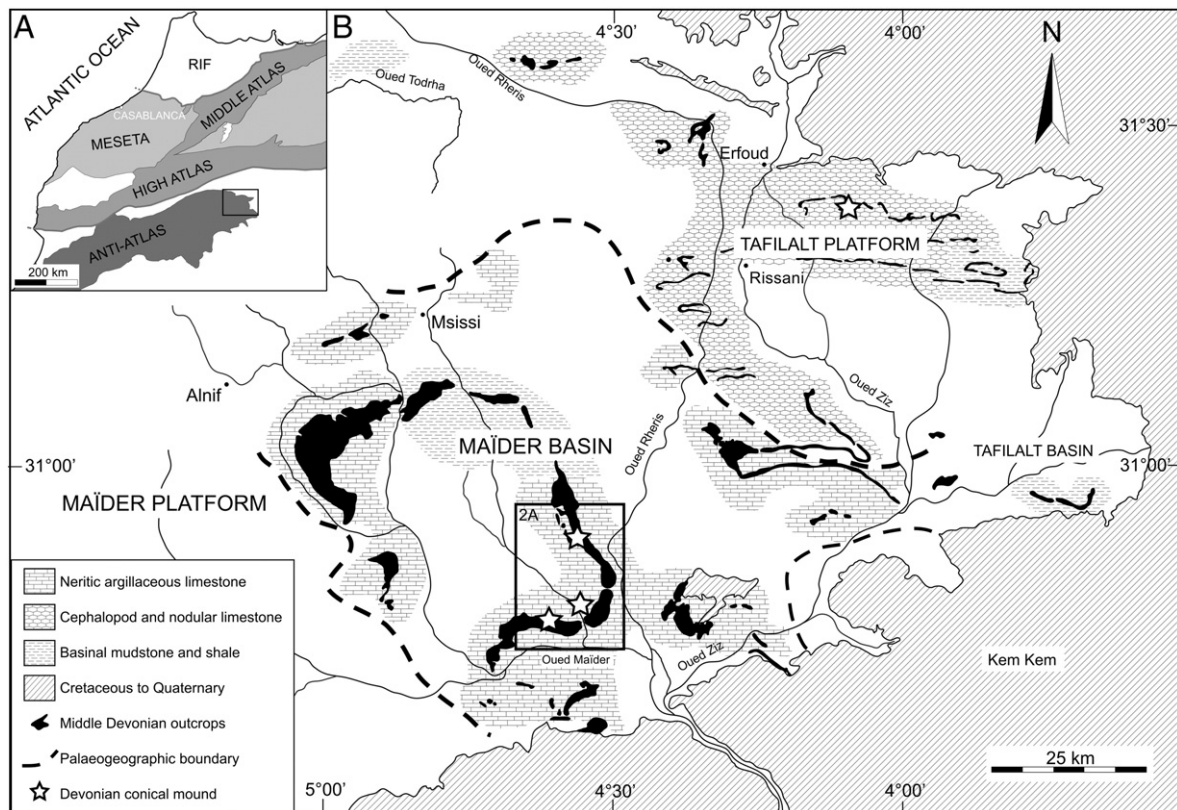 A
ATLANTIC OCEAN
RIF
CASABLANCA
MIDDLE ATLAS
MESETA
HIGH ATLAS
ANTI-ATLAS
200 km
B
4°30’
4°00’
N
Oued Todrha
Oued Rheris
31°30’
Erfoud
TAFILALT PLATFORM
Rissani
Msissi
Alnif
Oued Ziz
MAÏDER BASIN
Oued Rheris
31°00’
31°00’
TAFILALT BASIN
MAÏDER PLATFORM
2A
Oued Maïder
Oued Ziz
Kem Kem
Neritic argillaceous limestone
Cephalopod and nodular limestone
Basinal mudstone and shale
Cretaceous to Quaternary
Middle Devonian outcrops
Palaeogeographic boundary
Devonian conical mound
25 km
5°00’
4°30’
4°00’